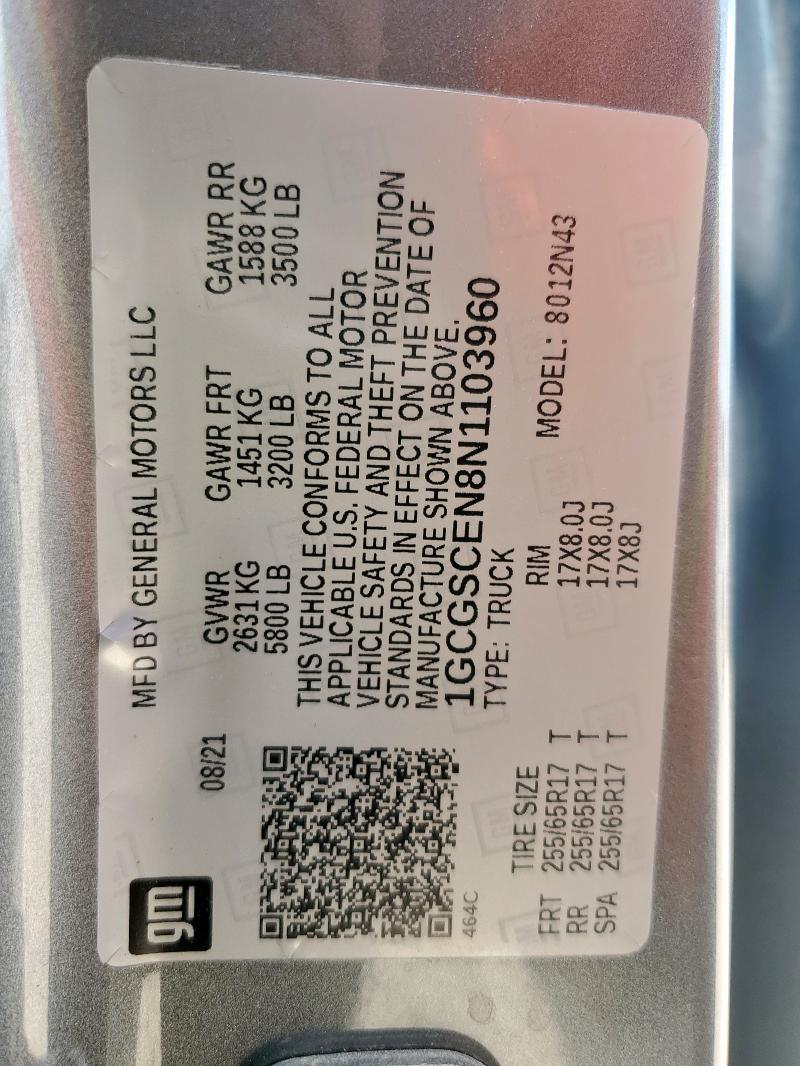 gm
MFD BY GENERAL MOTORS LLC
08/21
GVWR GAWR FRT GAWR RR
2631 KG 1451 KG 1588 KG
5800 LB 3200 LB 3500 LB
THIS VEHICLE CONFORMS TO ALL
APPLICABLE U.S. FEDERAL MOTOR
VEHICLE SAFETY AND THEFT PREVENTION
STANDARDS IN EFFECT ON THE DATE OF
MANUFACTURE SHOWN ABOVE.
1GCGSCEN8N1103960
TYPE: TRUCK
464C
TIRE SIZE RIM
FRT 255/65R17 T 17X8.0J
RR 255/65R17 T 17X8.0J
SPA 255/65R17 T 17X8J
MODEL: 8012N43